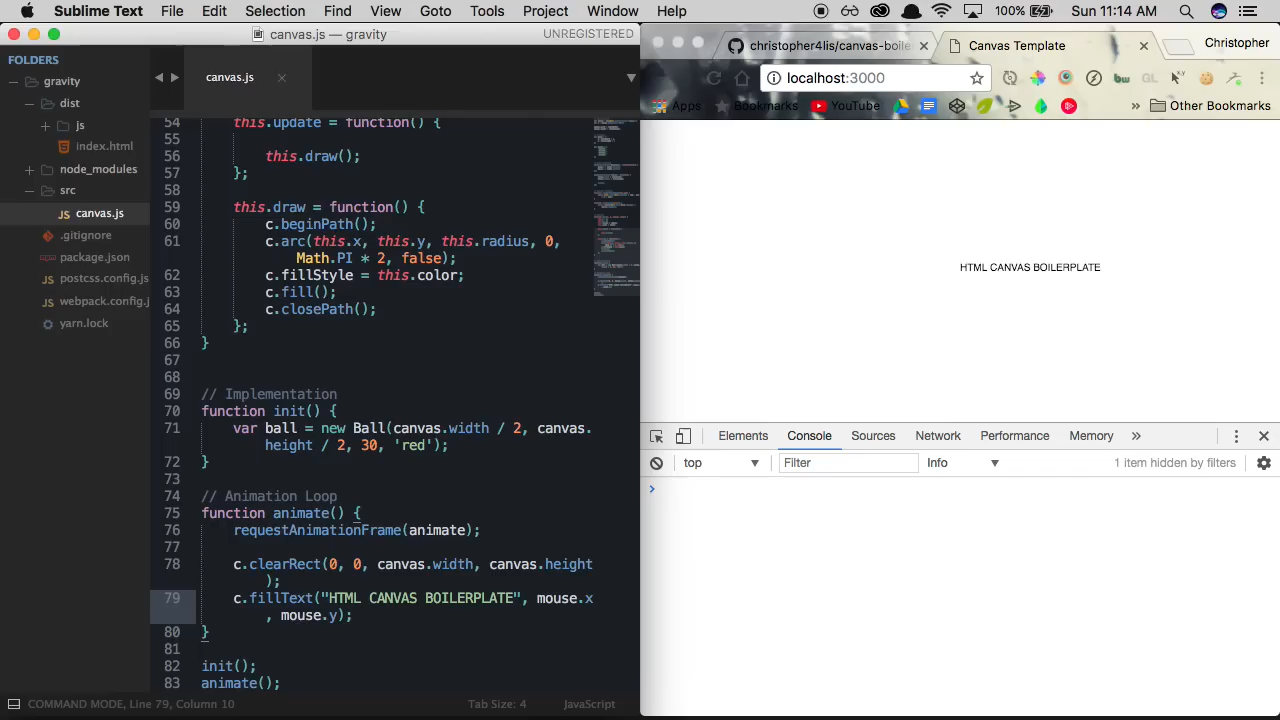 Sublime Text File Edit Selection Find View Goto Tools Project Window Help 100% Sun 11:14 AM
canvas.js — gravity UNREGISTERED
christopher4lis/canvas-boile Canvas Template Christopher
FOLDERS
gravity
dist
js
index.html
node_modules
src
canvas.js
.gitignore
package.json
postcss.config.js
webpack.config.j
yarn.lock
canvas.js
54 this.update = function() {
55
56 this.draw();
57 };
58
59 this.draw = function() {
60 c.beginPath();
61 c.arc(this.x, this.y, this.radius, 0,
Math.PI * 2, false);
62 c.fillStyle = this.color;
63 c.fill();
64 c.closePath();
65 };
66 }
67
68
69 // Implementation
70 function init() {
71 var ball = new Ball(canvas.width / 2, canvas.
height / 2, 30, 'red');
72 }
73
74 // Animation Loop
75 function animate() {
76 requestAnimationFrame(animate);
77
78 c.clearRect(0, 0, canvas.width, canvas.height
);
79 c.fillText("HTML CANVAS BOILERPLATE", mouse.x
, mouse.y);
80 }
81
82 init();
83 animate();
COMMAND MODE, Line 79, Column 10 Tab Size: 4 JavaScript
localhost:3000
Apps Bookmarks YouTube » Other Bookmarks
HTML CANVAS BOILERPLATE
Elements Console Sources Network Performance Memory »
top Filter Info 1 item hidden by filters